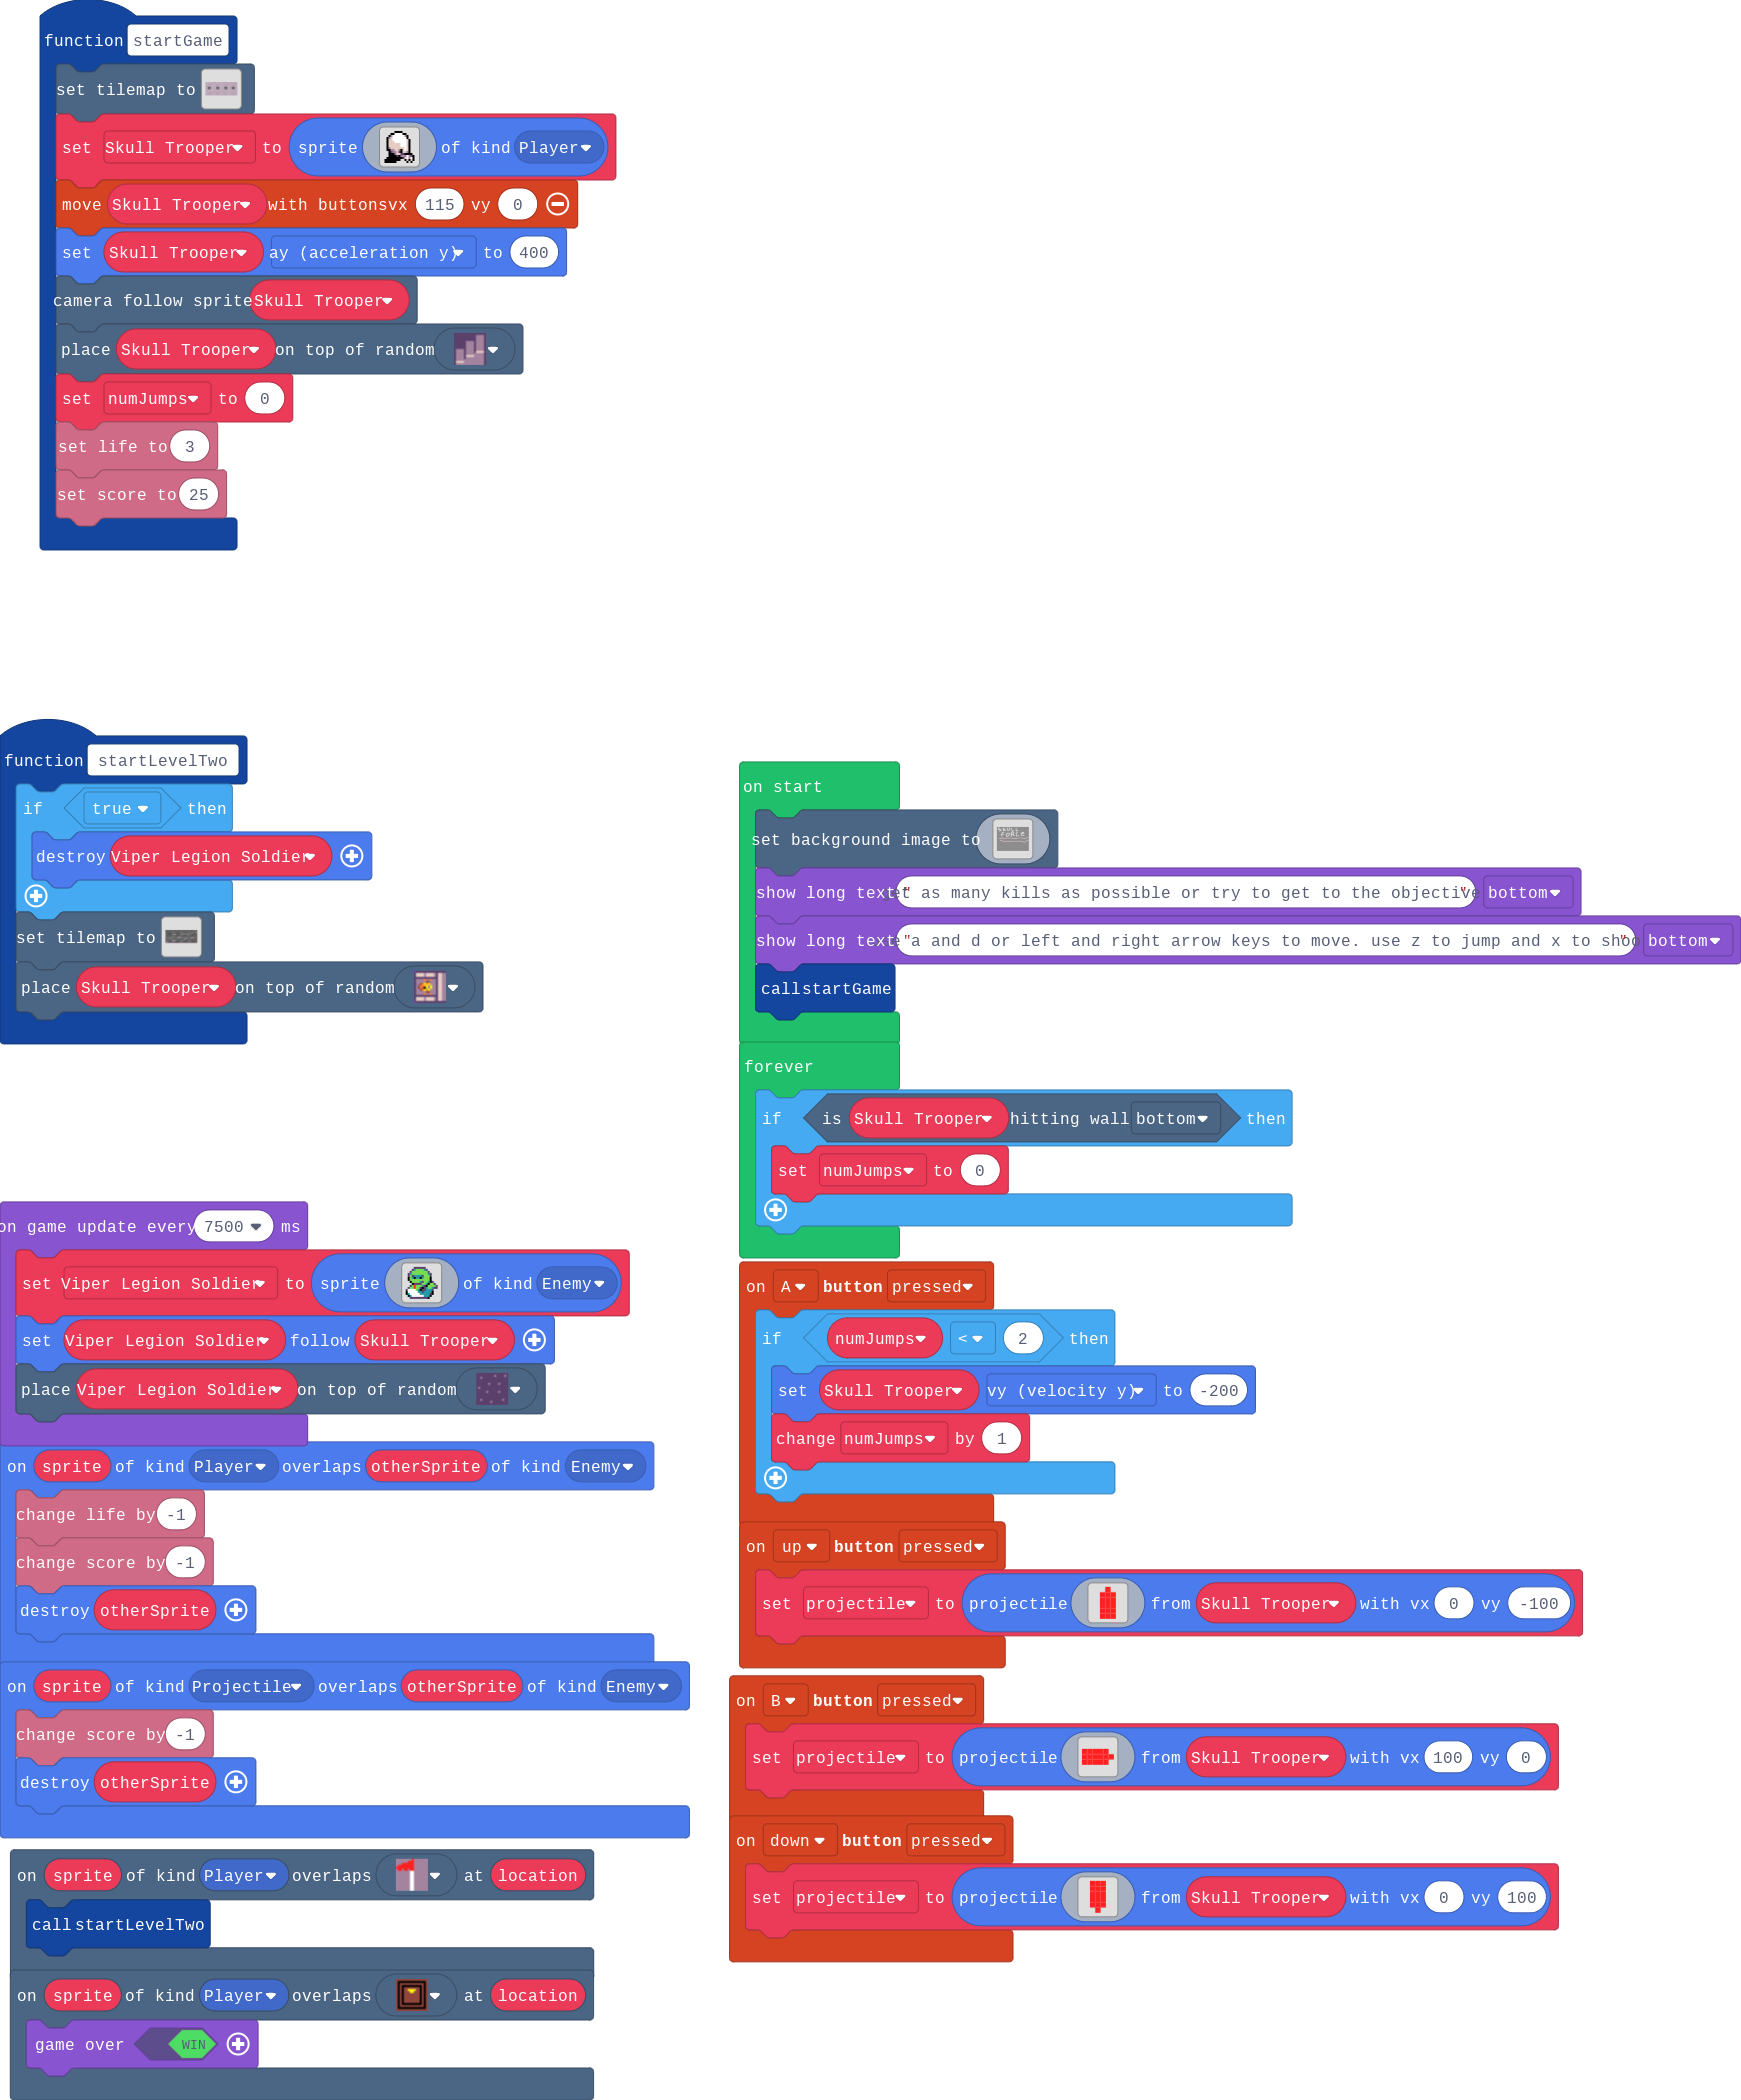 function startGame
set tilemap to
set Skull Trooper to sprite of kind Player
move Skull Trooper with buttonsvx 115 vy 0
set Skull Trooper ay (acceleration y) to 400
camera follow sprite Skull Trooper
place Skull Trooper on top of random
set numJumps to 0
set life to 3
set score to 25
function startLevelTwo
if true then
destroy Viper Legion Soldier
set tilemap to
place Skull Trooper on top of random
on start
set background image to SKULL FORCE
show long text "get as many kills as possible or try to get to the objective" bottom
show long text "a and d or left and right arrow keys to move. use z to jump and x to shoo" bottom
call startGame
forever
if is Skull Trooper hitting wall bottom then
set numJumps to 0
on game update every 7500 ms
set Viper Legion Soldier to sprite of kind Enemy
set Viper Legion Soldier follow Skull Trooper
place Viper Legion Soldier on top of random
on sprite of kind Player overlaps otherSprite of kind Enemy
change life by -1
change score by -1
destroy otherSprite
on sprite of kind Projectile overlaps otherSprite of kind Enemy
change score by -1
destroy otherSprite
on sprite of kind Player overlaps at location
call startLevelTwo
on sprite of kind Player overlaps at location
game over WIN
on A button pressed
if numJumps < 2 then
set Skull Trooper vy (velocity y) to -200
change numJumps by 1
on up button pressed
set projectile to projectile from Skull Trooper with vx 0 vy -100
on B button pressed
set projectile to projectile from Skull Trooper with vx 100 vy 0
on down button pressed
set projectile to projectile from Skull Trooper with vx 0 vy 100